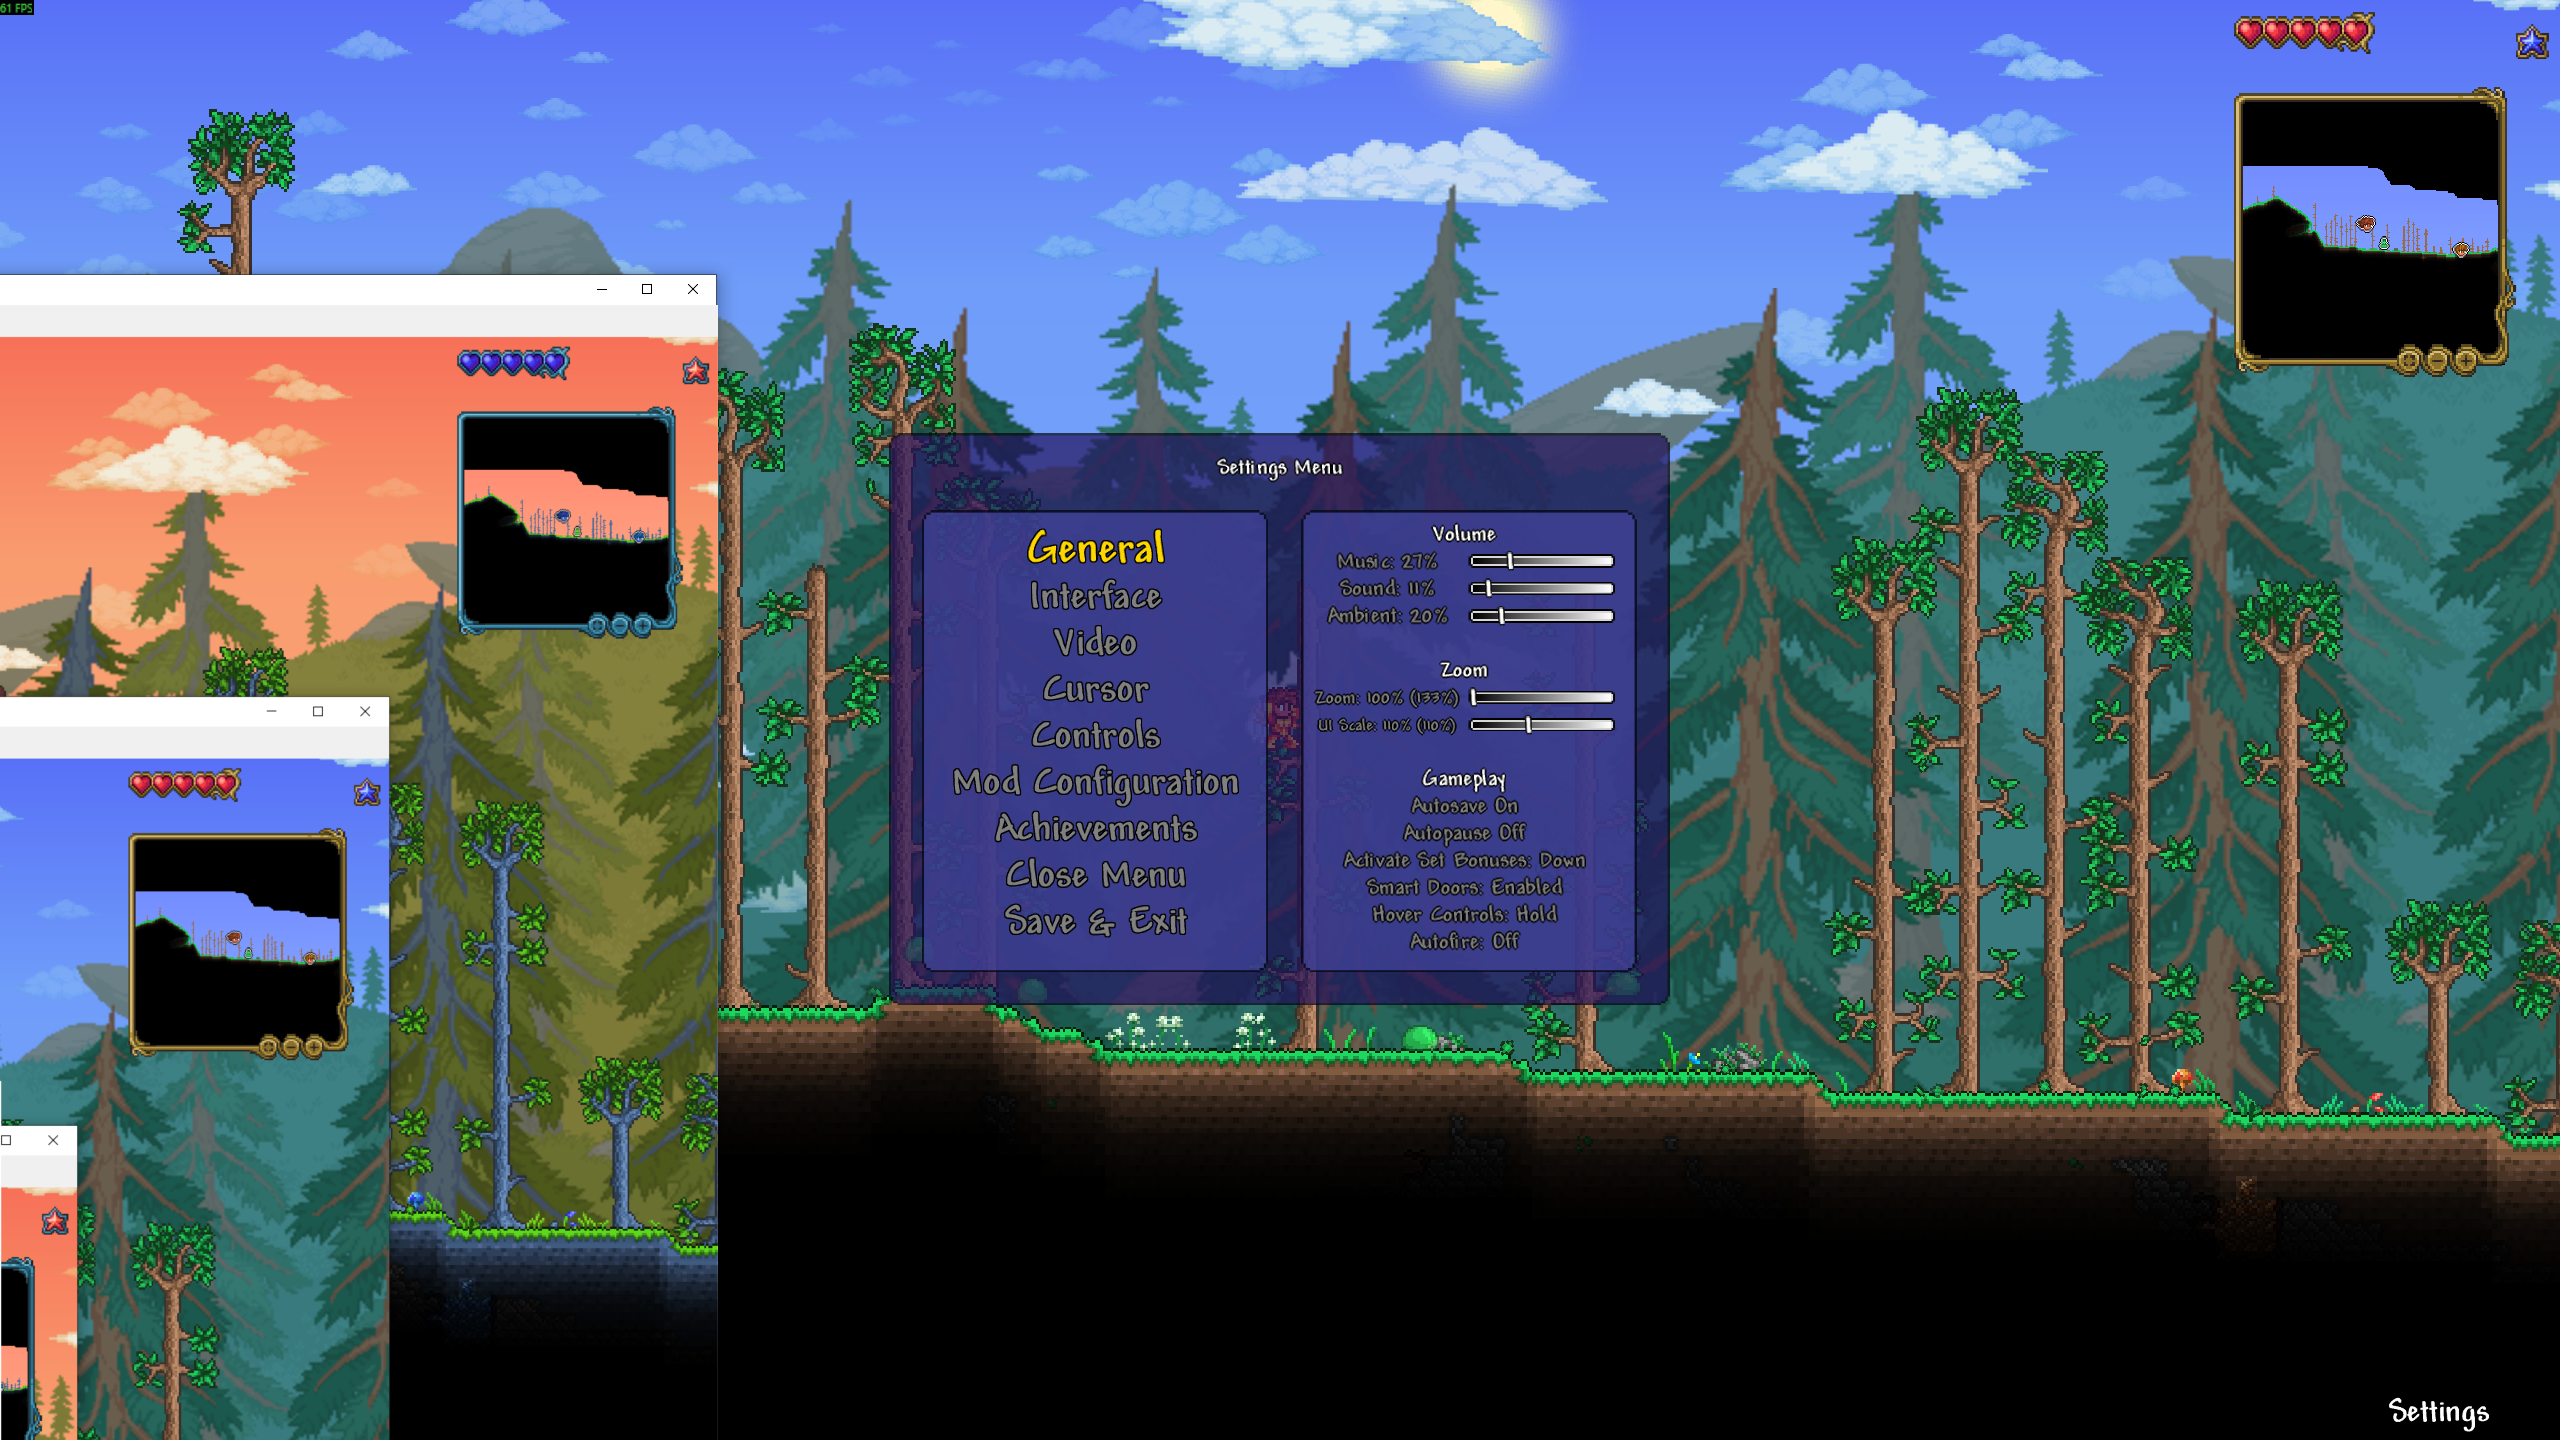 61 FPS
Settings Menu
General
Interface
Video
Cursor
Controls
Mod Configuration
Achievements
Close Menu
Save & Exit
Volume
Music: 27%
Sound: 11%
Ambient: 20%
Zoom
Zoom: 100% (133%)
UI Scale: 110% (110%)
Gameplay
Autosave On
Autopause Off
Activate Set Bonuses: Down
Smart Doors: Enabled
Hover Controls: Hold
Autofire: Off
Settings